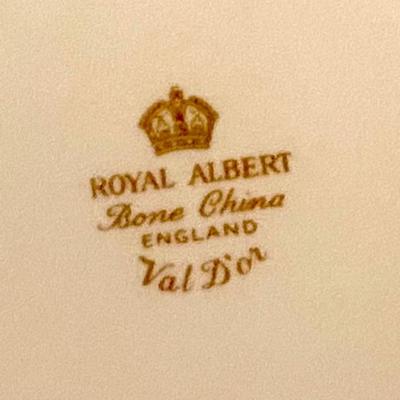 ROYAL ALBERT
Bone China
ENGLAND
Val D'or